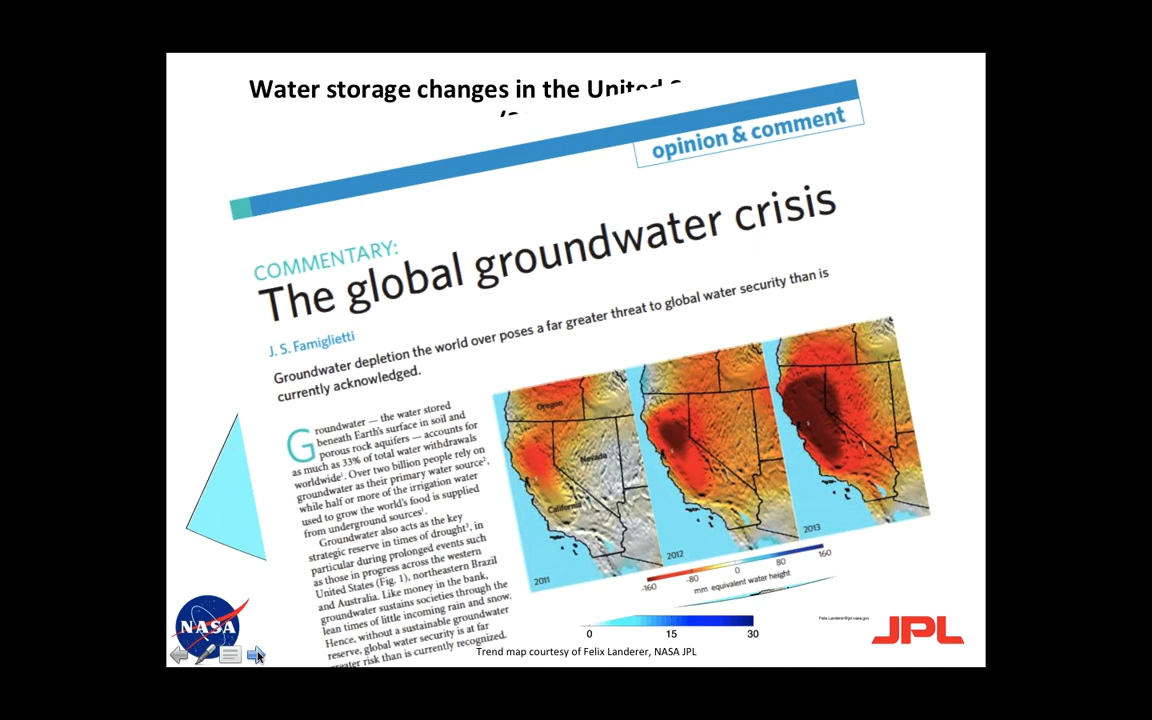 Water storage changes in the United
opinion & comment
COMMENTARY:
The global groundwater crisis
J. S. Famiglietti
Groundwater depletion the world over poses a far greater threat to global water security than is
currently acknowledged.
Groundwater — the water stored
beneath Earth's surface in soil and
porous rock aquifers — accounts for
as much as 33% of total water withdrawals
worldwide¹. Over two billion people rely on
groundwater as their primary water source²,
while half or more of the irrigation water
used to grow the world's food is supplied
from underground sources¹.
Groundwater also acts as the key
strategic reserve in times of drought³, in
particular during prolonged events such
as those in progress across the western
United States (Fig. 1), northeastern Brazil
and Australia. Like money in the bank,
groundwater sustains societies through the
lean times of little incoming rain and snow.
Hence, without a sustainable groundwater
reserve, global water security is at far
greater risk than is currently recognized.
Oregon
Nevada
California
2011
2012
2013
-160
-80
0
80
160
mm equivalent water height
0
15
30
Trend map courtesy of Felix Landerer, NASA JPL
NASA
JPL